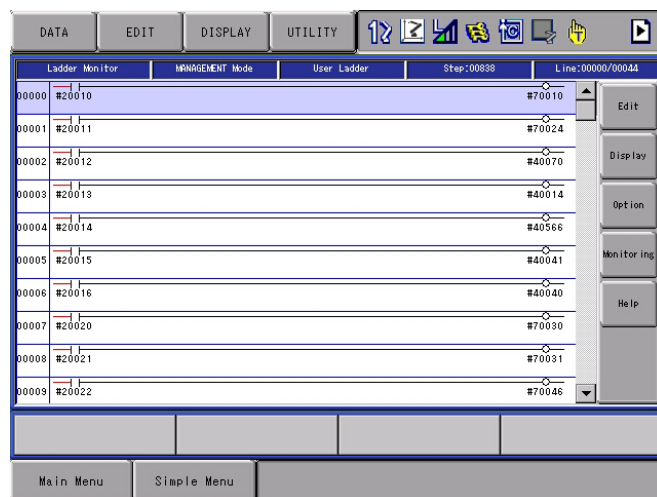 DATA EDIT DISPLAY UTILITY
Ladder Monitor MANAGEMENT Mode User Ladder Step:00838 Line:00000/00044
00000 #20010 #70010
Edit
00001 #20011 #70024
Display
00002 #20012 #40070
00003 #20013 #40014
Option
00004 #20014 #40566
00005 #20015 #40041
Monitoring
00006 #20016 #40040
Help
00007 #20020 #70030
00008 #20021 #70031
00009 #20022 #70046
Main Menu Simple Menu